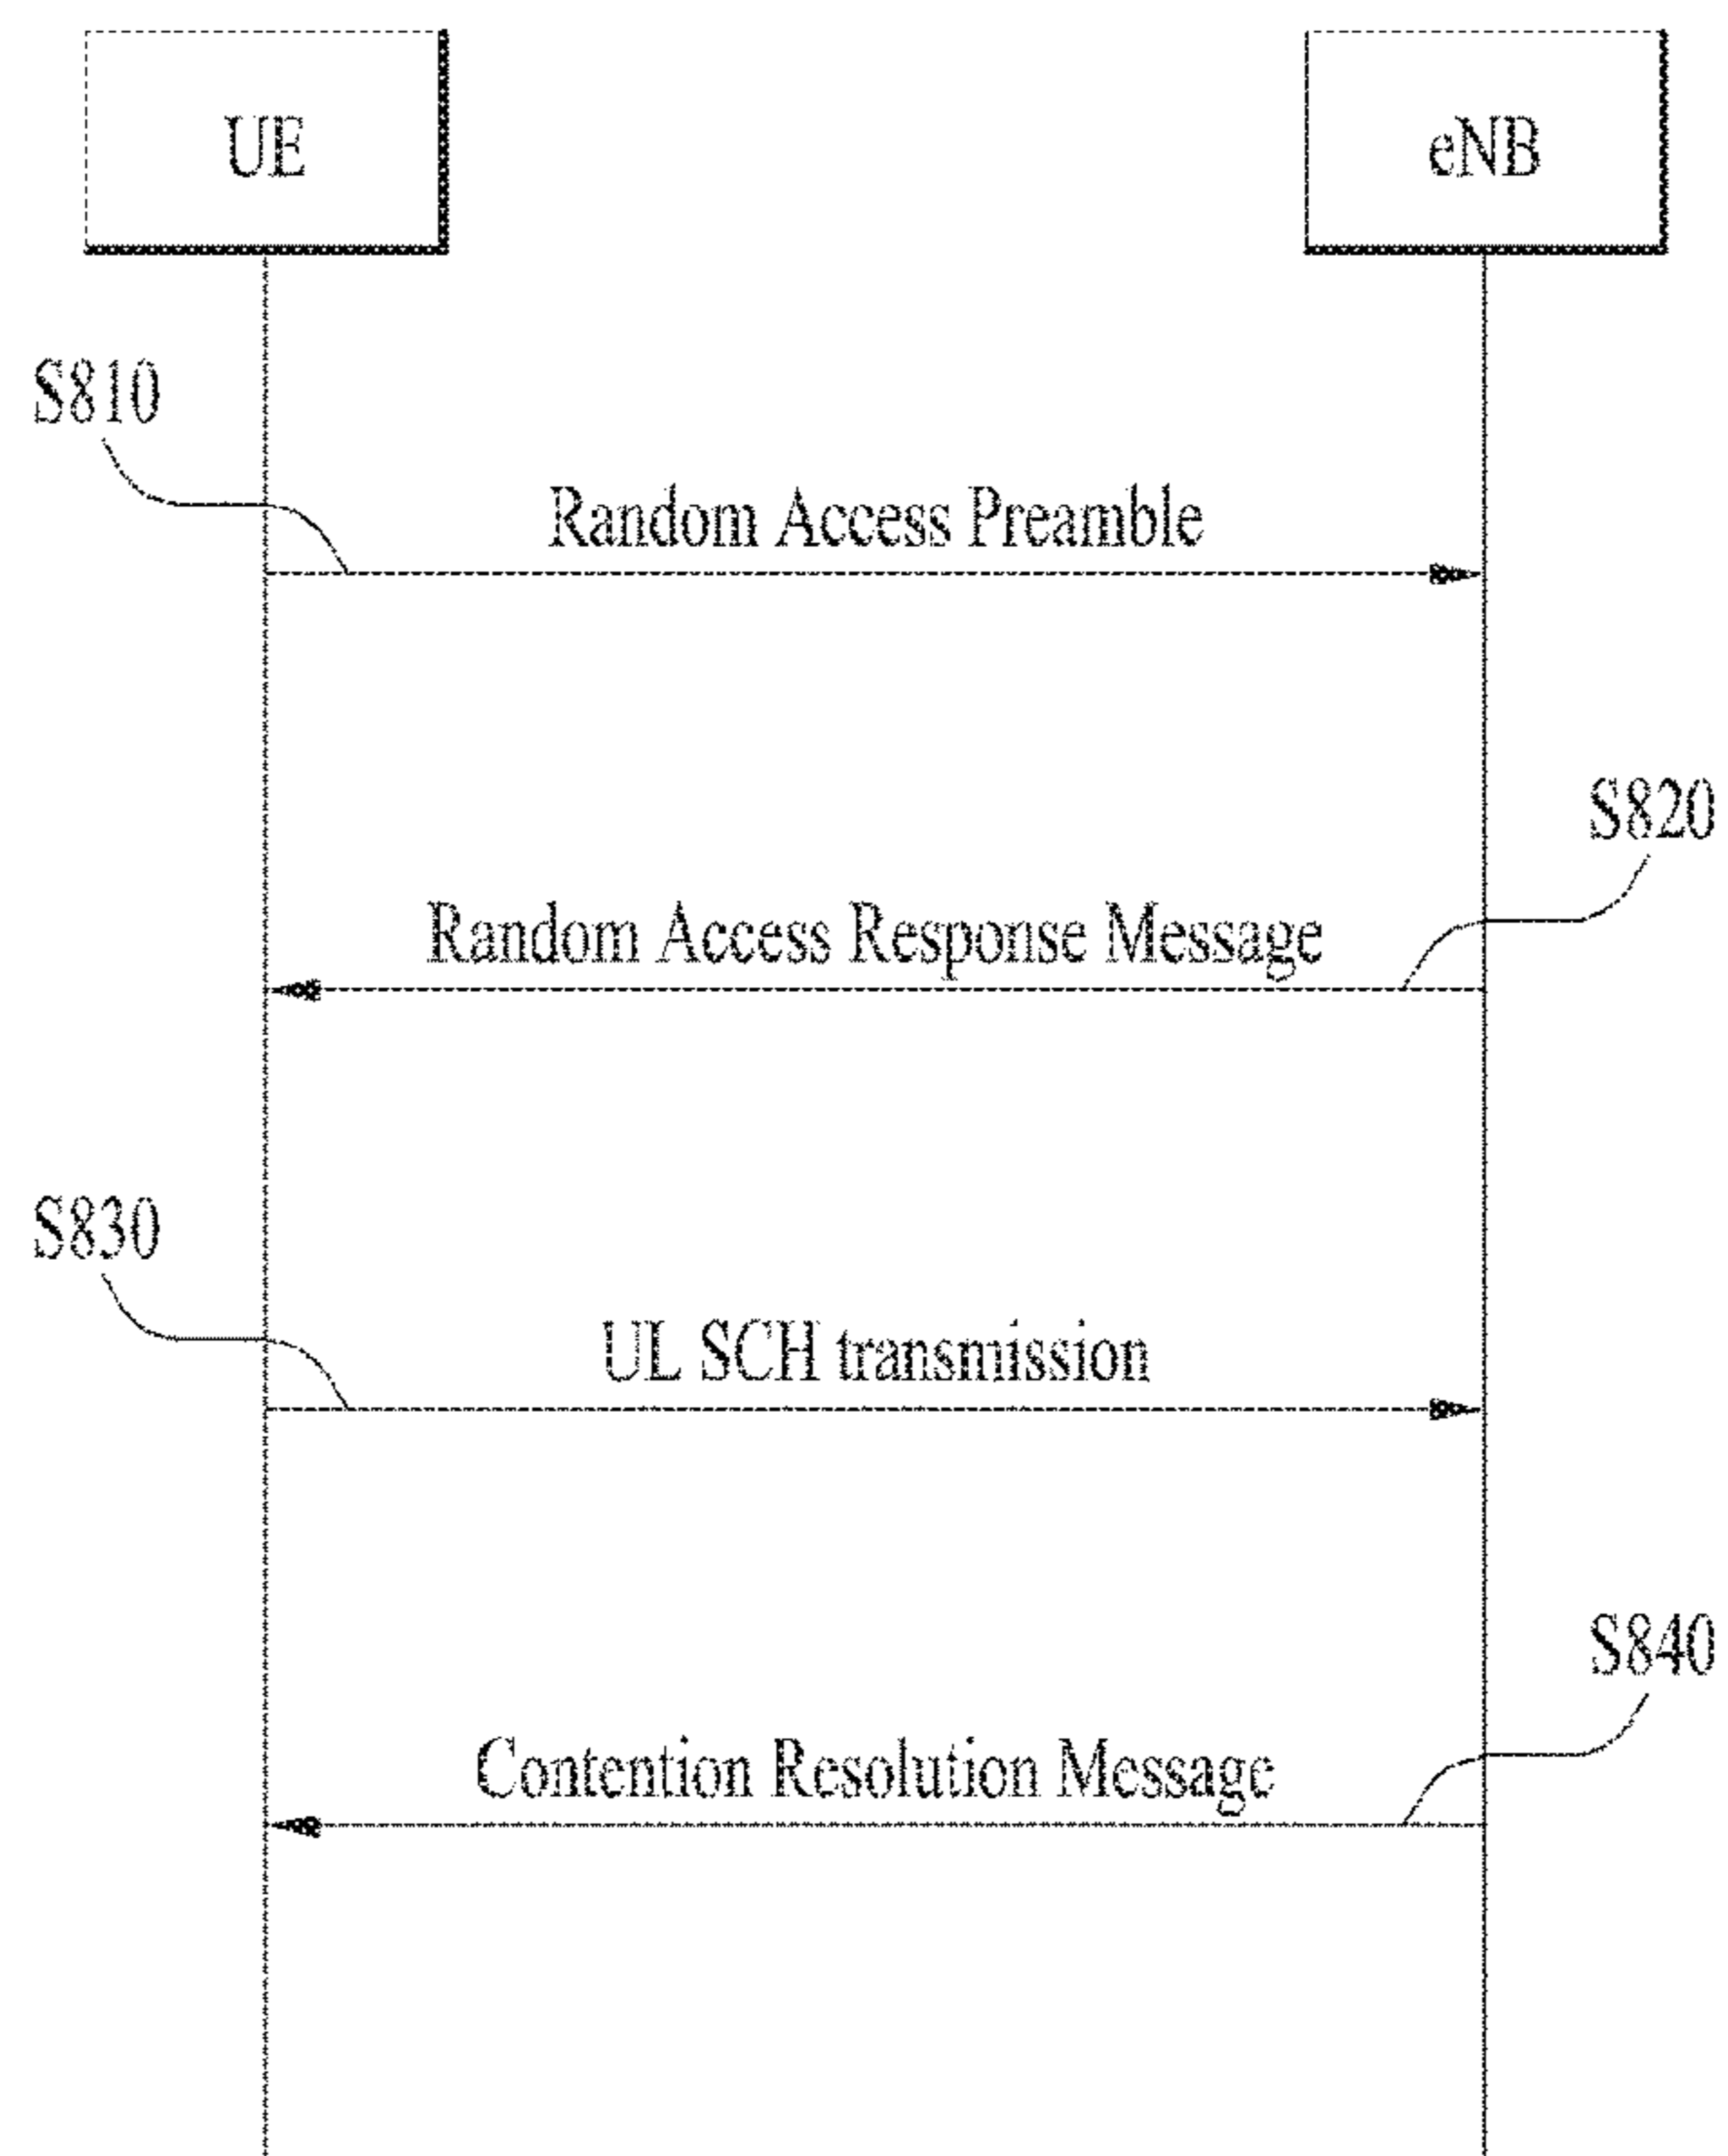 UE
eNB
S810
Random Access Preamble
S820
Random Access Response Message
S830
UL SCH transmission
S840
Contention Resolution Message